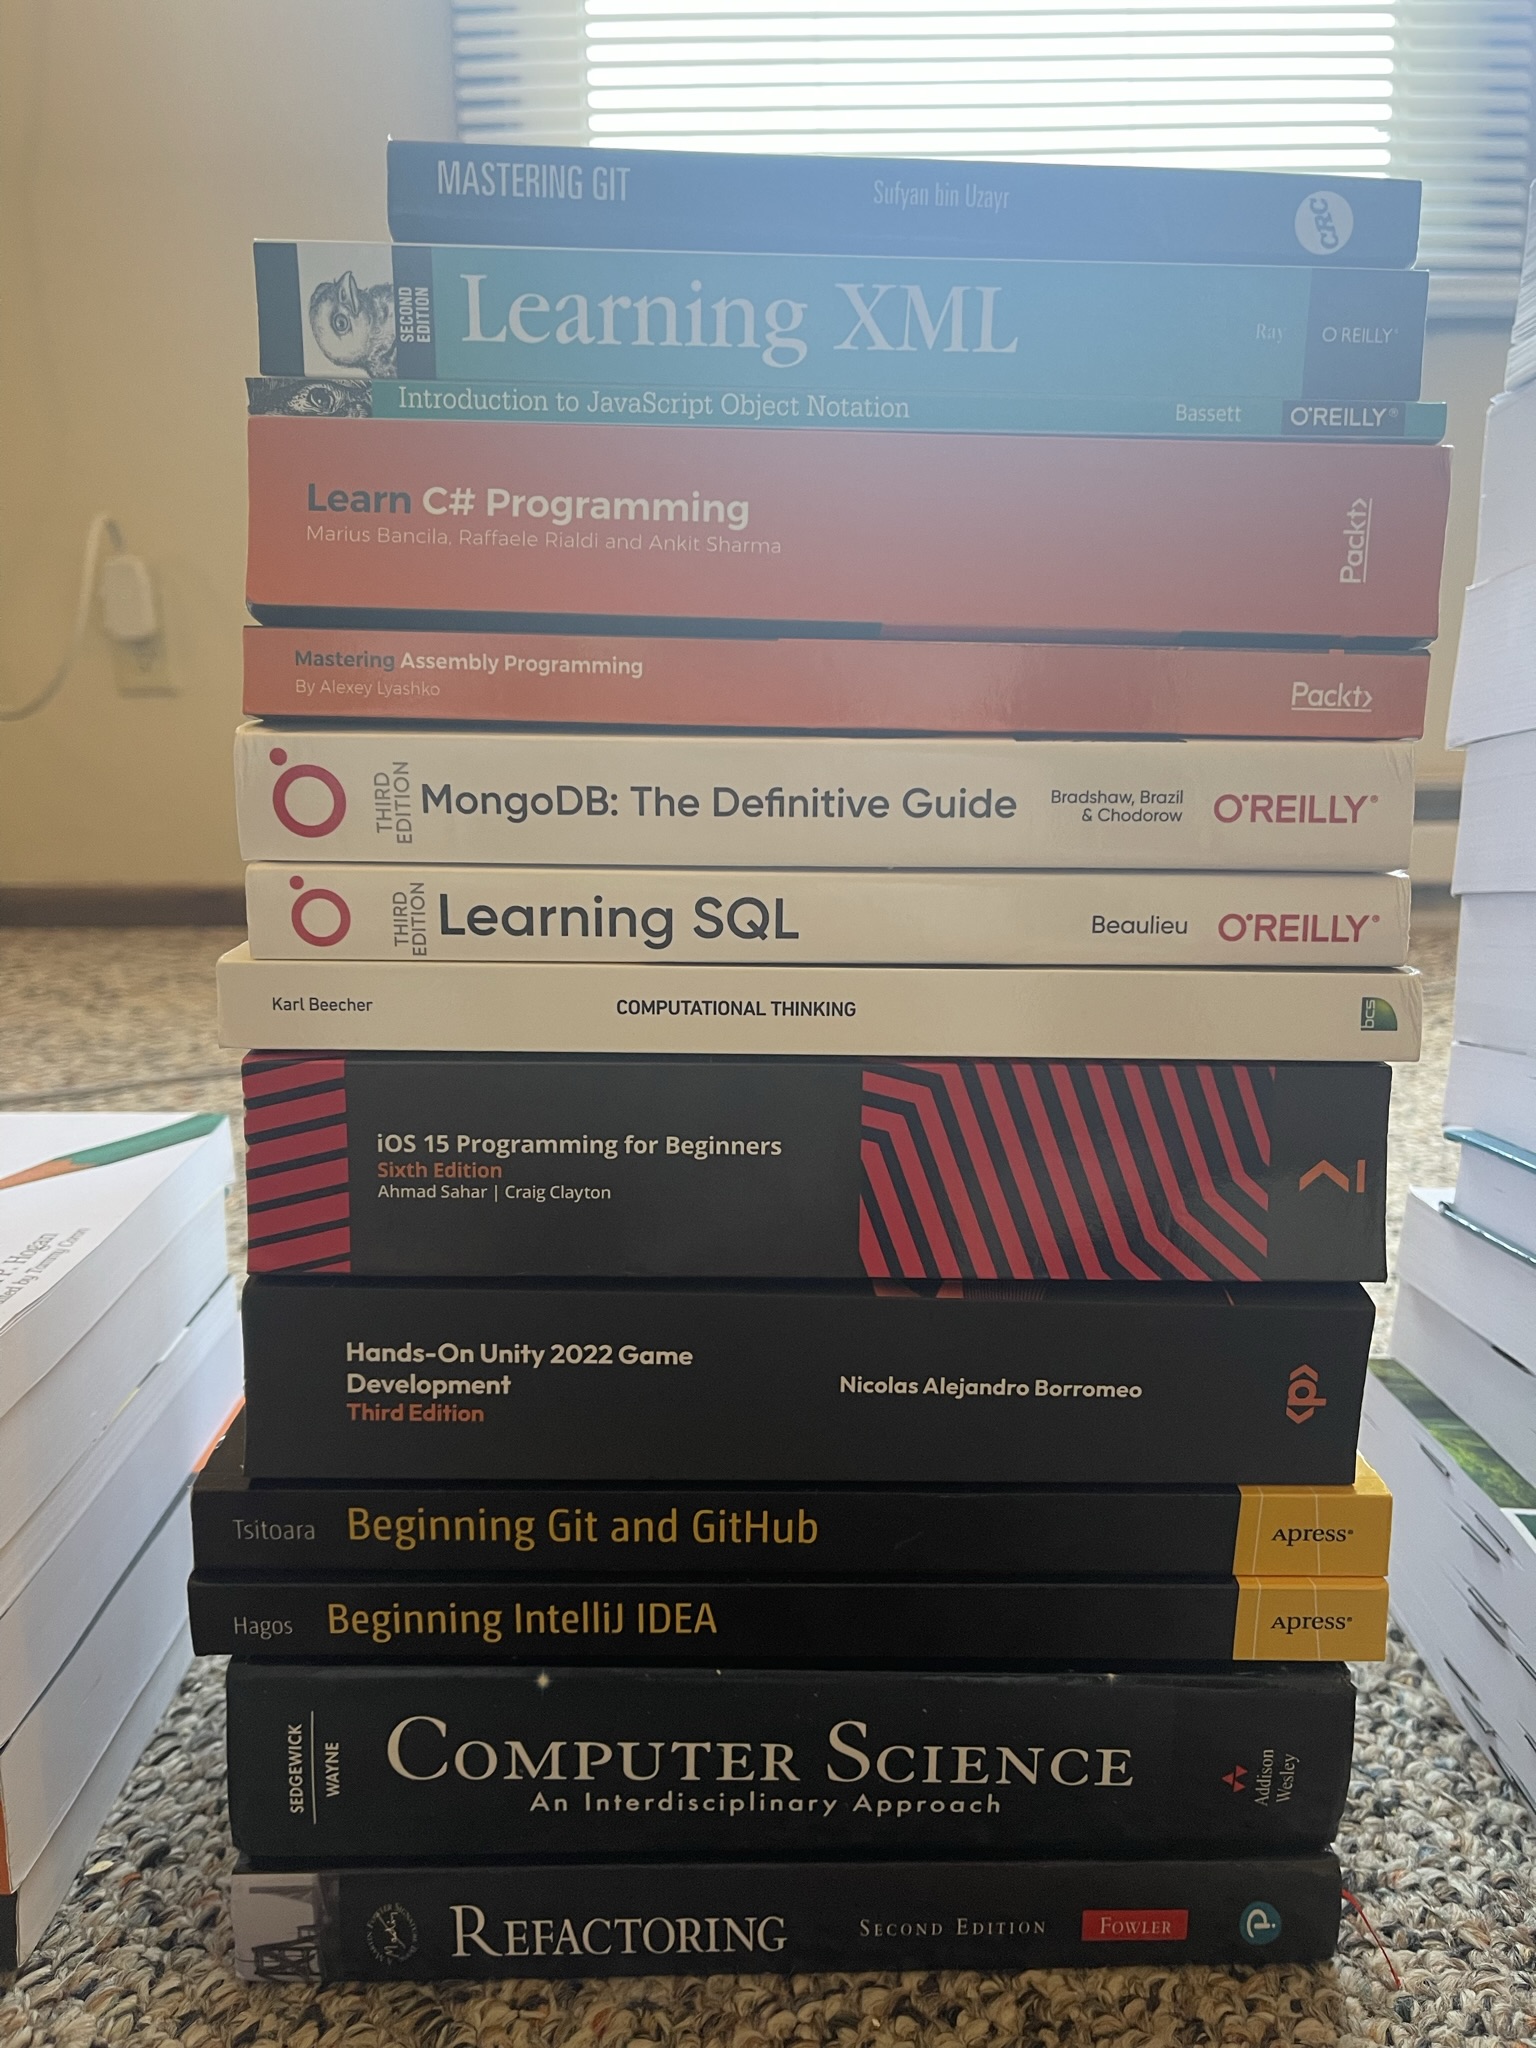 MASTERING GIT Sufyan bin Uzayr CRC
SECOND
EDITION
Learning XML Ray O REILLY
Introduction to JavaScript Object Notation Bassett O'REILLY®
Learn C# Programming
Marius Bancila, Raffaele Rialdi and Ankit Sharma
Packt>
Mastering Assembly Programming
By Alexey Lyashko
Packt>
THIRD
EDITION
MongoDB: The Definitive Guide
Bradshaw, Brazil
& Chodorow
O'REILLY®
THIRD
EDITION
Learning SQL Beaulieu O'REILLY®
Karl Beecher COMPUTATIONAL THINKING bcs
iOS 15 Programming for Beginners
Sixth Edition
Ahmad Sahar | Craig Clayton
Hands-On Unity 2022 Game
Development
Third Edition
Nicolas Alejandro Borromeo
<p>
Tsitoara Beginning Git and GitHub Apress®
Hagos Beginning IntelliJ IDEA Apress®
SEDGEWICK
WAYNE
COMPUTER SCIENCE
An Interdisciplinary Approach
Addison
Wesley
REFACTORING SECOND EDITION FOWLER
P. Hogan
by Tammy